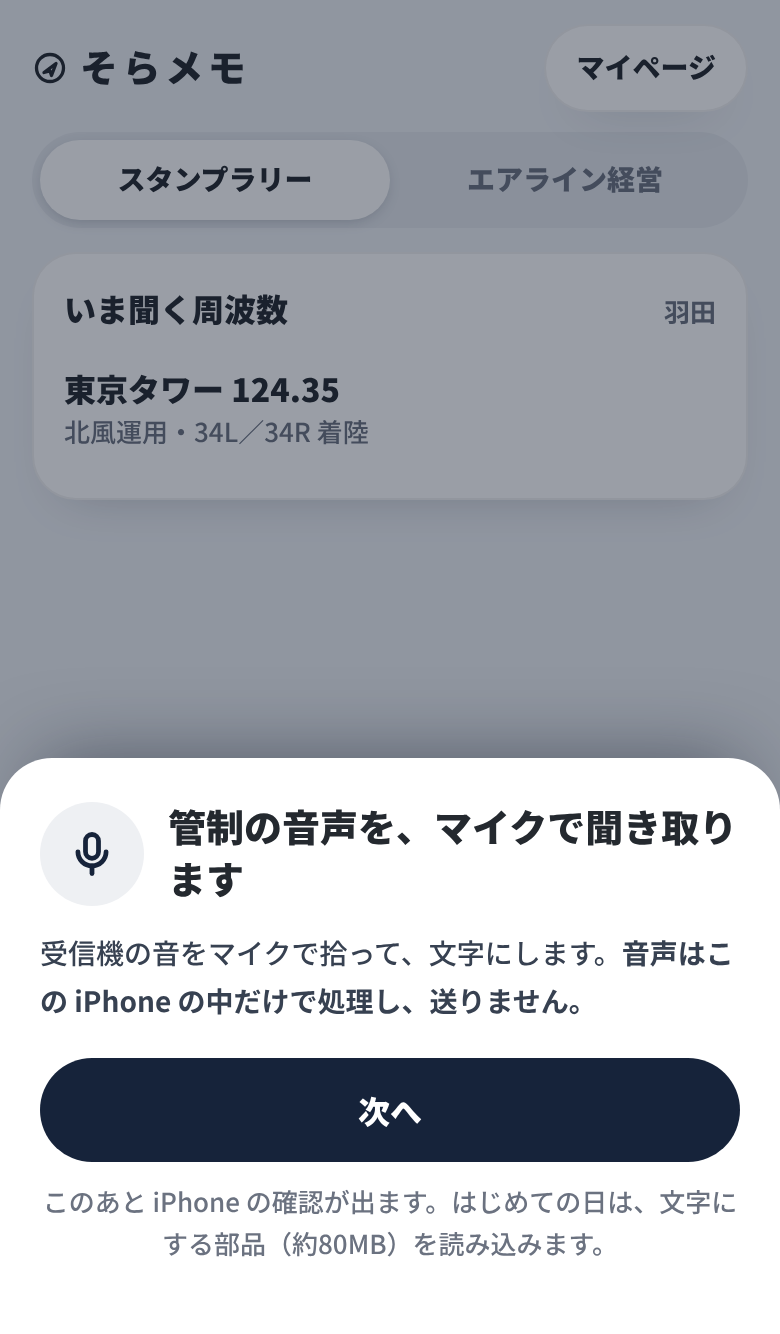 そらメモ
マイページ
スタンプラリー
エアライン経営
いま聞く周波数
羽田
東京タワー 124.35
北風運用・34L／34R 着陸
管制の音声を、マイクで聞き取り
ます
受信機の音をマイクで拾って、文字にします。音声はこ
の iPhone の中だけで処理し、送りません。
次へ
このあと iPhone の確認が出ます。はじめての日は、文字に
する部品（約80MB）を読み込みます。